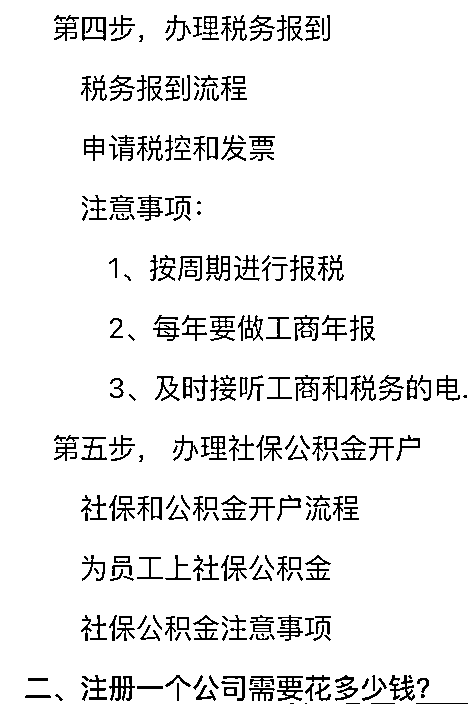 第四步，办理税务报到
税务报到流程
申请税控和发票
注意事项：
1、按周期进行报税
2、每年要做工商年报
3、及时接听工商和税务的电.
第五步， 办理社保公积金开户
社保和公积金开户流程
为员工上社保公积金
社保公积金注意事项
二、注册一个公司需要花多少钱？